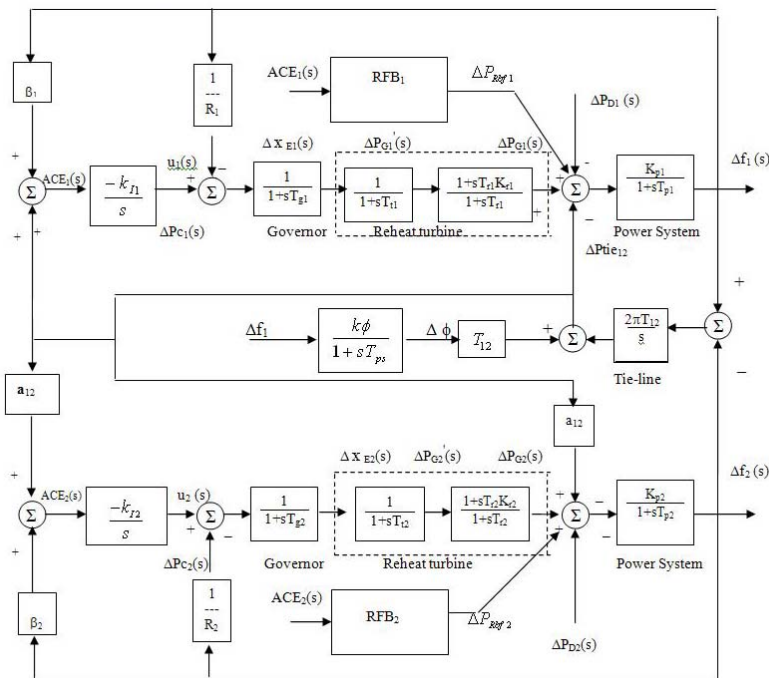 β₁
1
---
R₁
ACE₁(s)
RFB₁
ΔP_Rbf 1
ΔP_D1 (s)
+
ACE₁(s)
Σ
-k_I1
s
u₁(s)
+
−
Σ
ΔPc₁(s)
Δ x_E1(s)
1
1+sT_g1
Governor
ΔP_G1'(s)
1
1+sT_t1
ΔP_G1(s)
1+sT_r1K_r1
1+sT_r1
Reheat turbine
+
+
-
−
Σ
K_p1
1+sT_p1
Power System
Δf₁ (s)
+
+
ΔPtie₁₂
+
Δf₁
kϕ
1 + sT_ps
Δ ϕ
T₁₂
+
Σ
2πT₁₂
s
Σ
Tie-line
−
a₁₂
a₁₂
+
ACE₂(s)
Σ
+
-k_I2
s
u₂ (s)
+
−
Σ
ΔPc₂(s)
1
1+sT_g2
Governor
Δ x_E2(s)
ΔP_G2'(s)
1
1+sT_t2
ΔP_G2(s)
1+sT_r2K_r2
1+sT_r2
Reheat turbine
+
+
+
Σ
−
−
−
K_p2
1+sT_p2
Power System
Δf₂ (s)
β₂
1
---
R₂
ACE₂(s)
RFB₂
ΔP_Rbf 2
ΔP_D2(s)